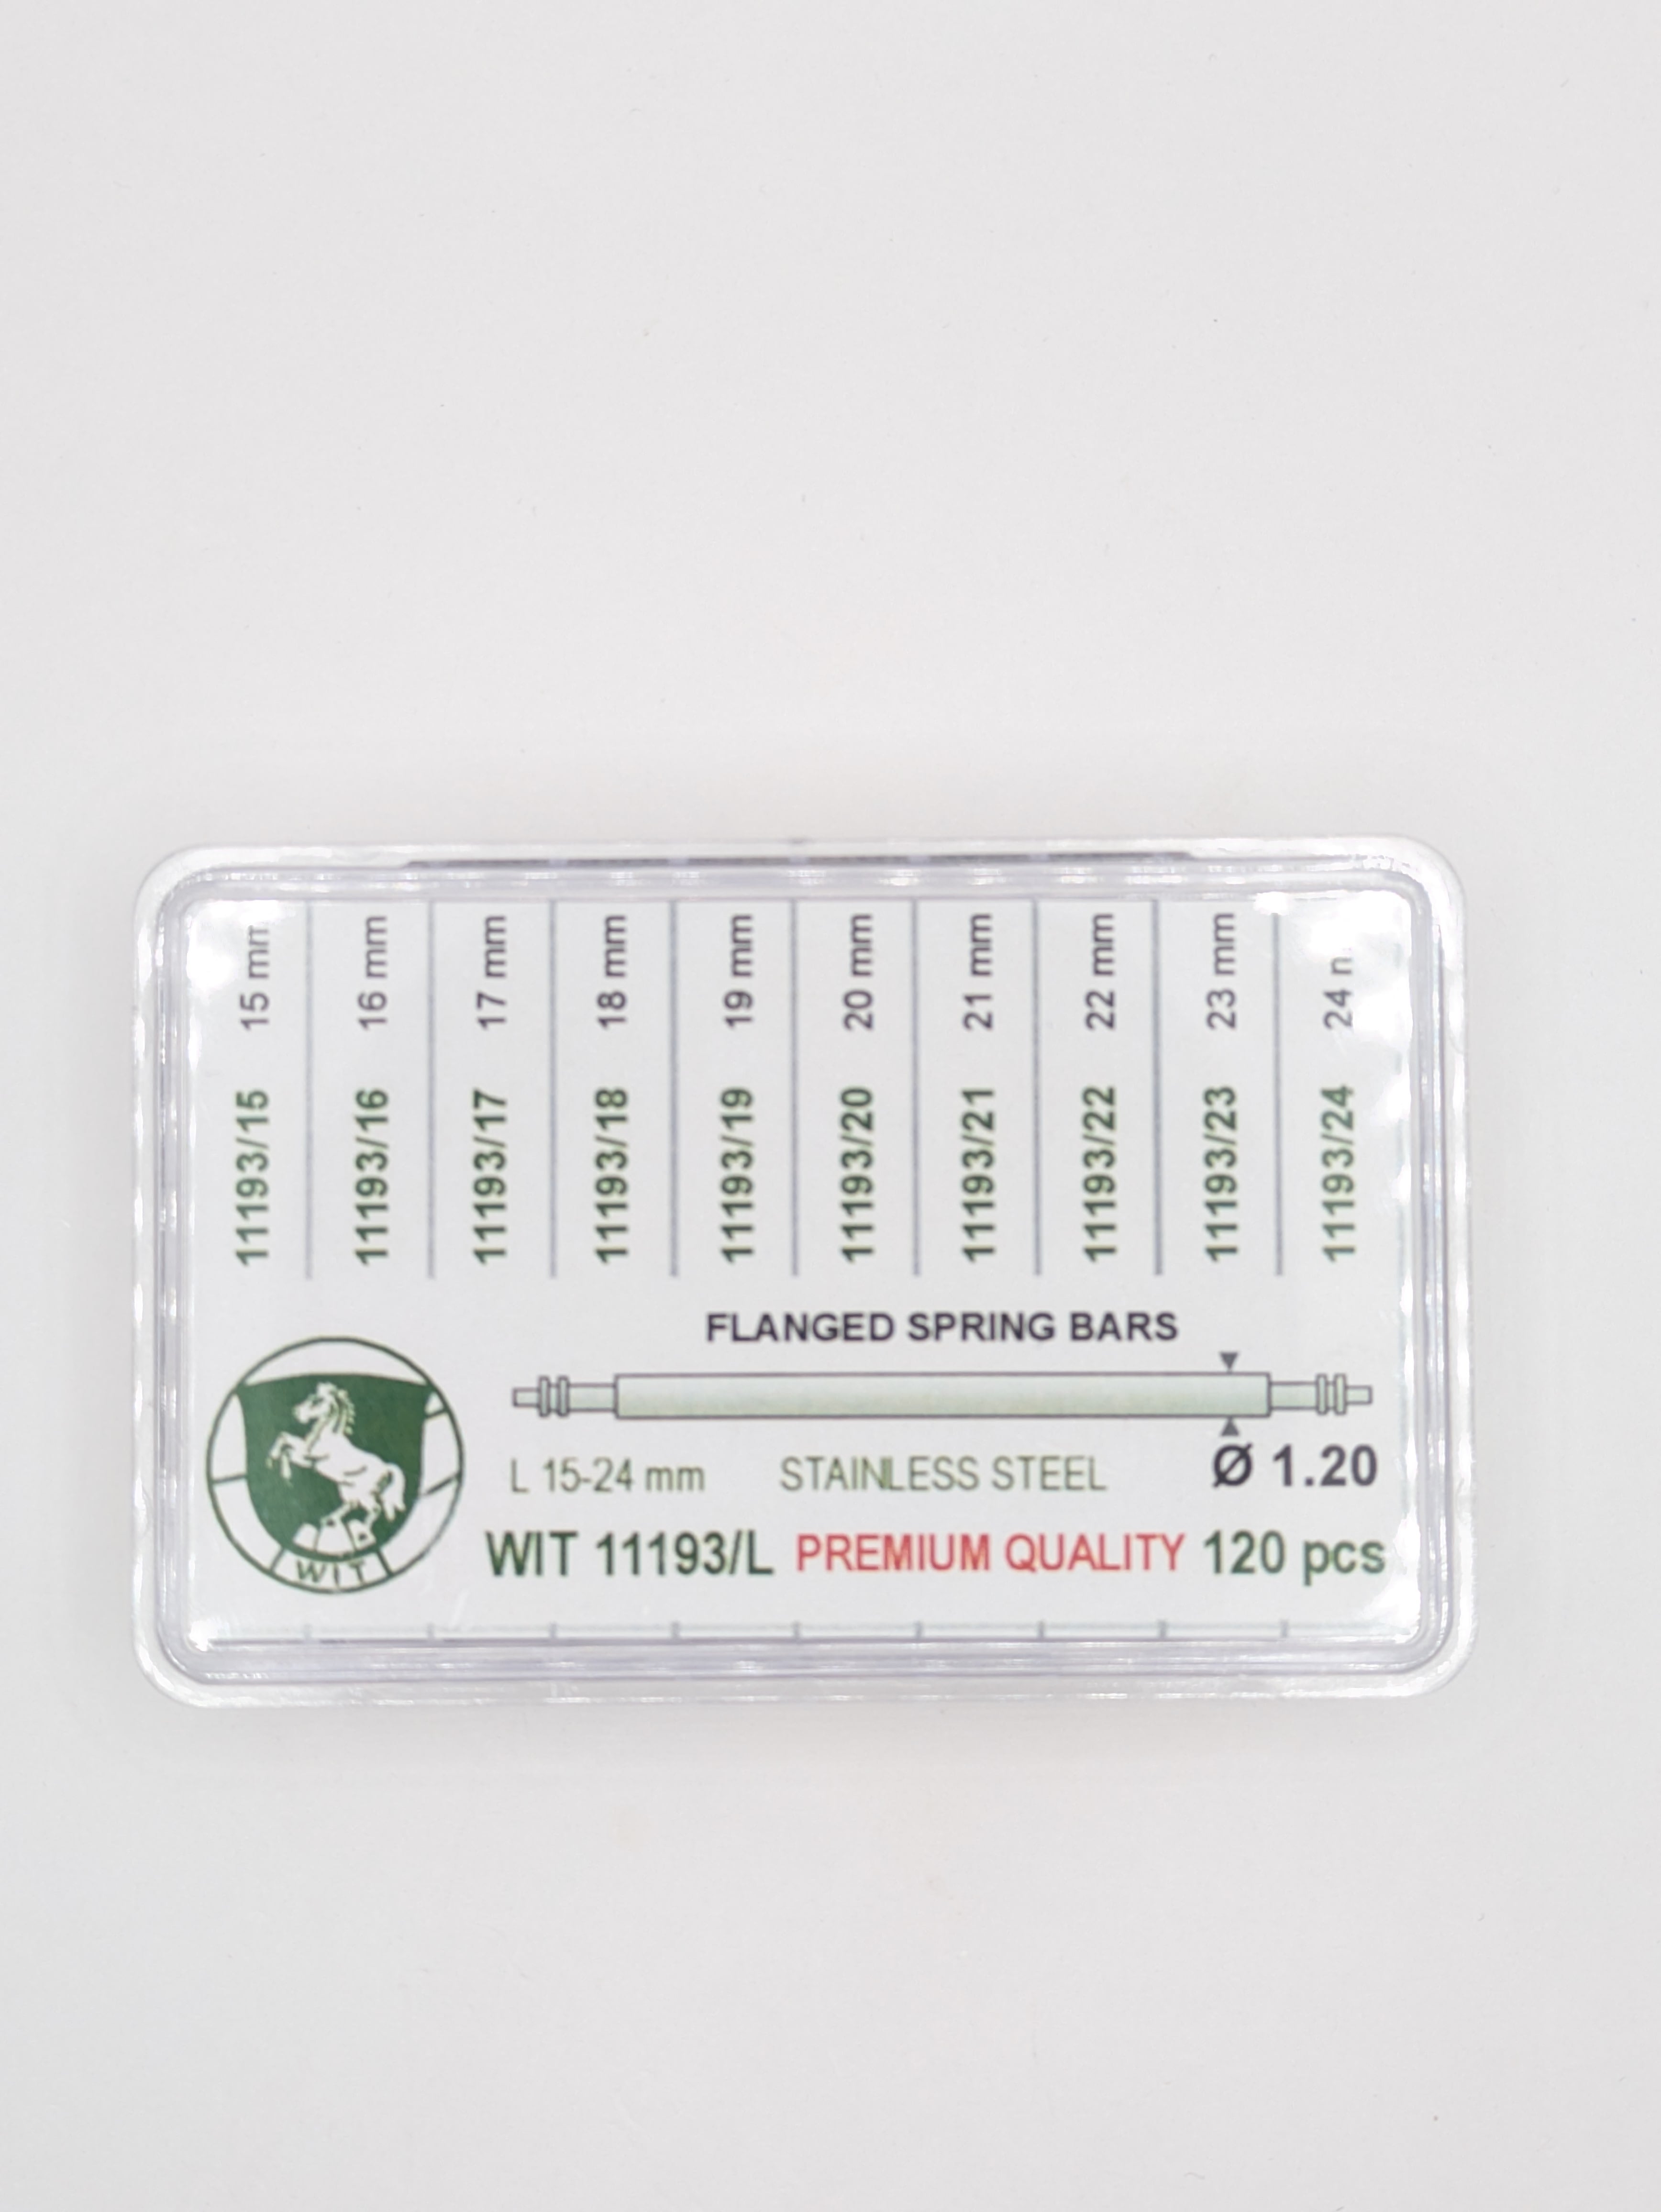 11193/15 15 mm
11193/16 16 mm
11193/17 17 mm
11193/18 18 mm
11193/19 19 mm
11193/20 20 mm
11193/21 21 mm
11193/22 22 mm
11193/23 23 mm
11193/24 24
FLANGED SPRING BARS
L 15-24 mm STAINLESS STEEL Ø 1.20
WIT 11193/L PREMIUM QUALITY 120 pcs
WIT